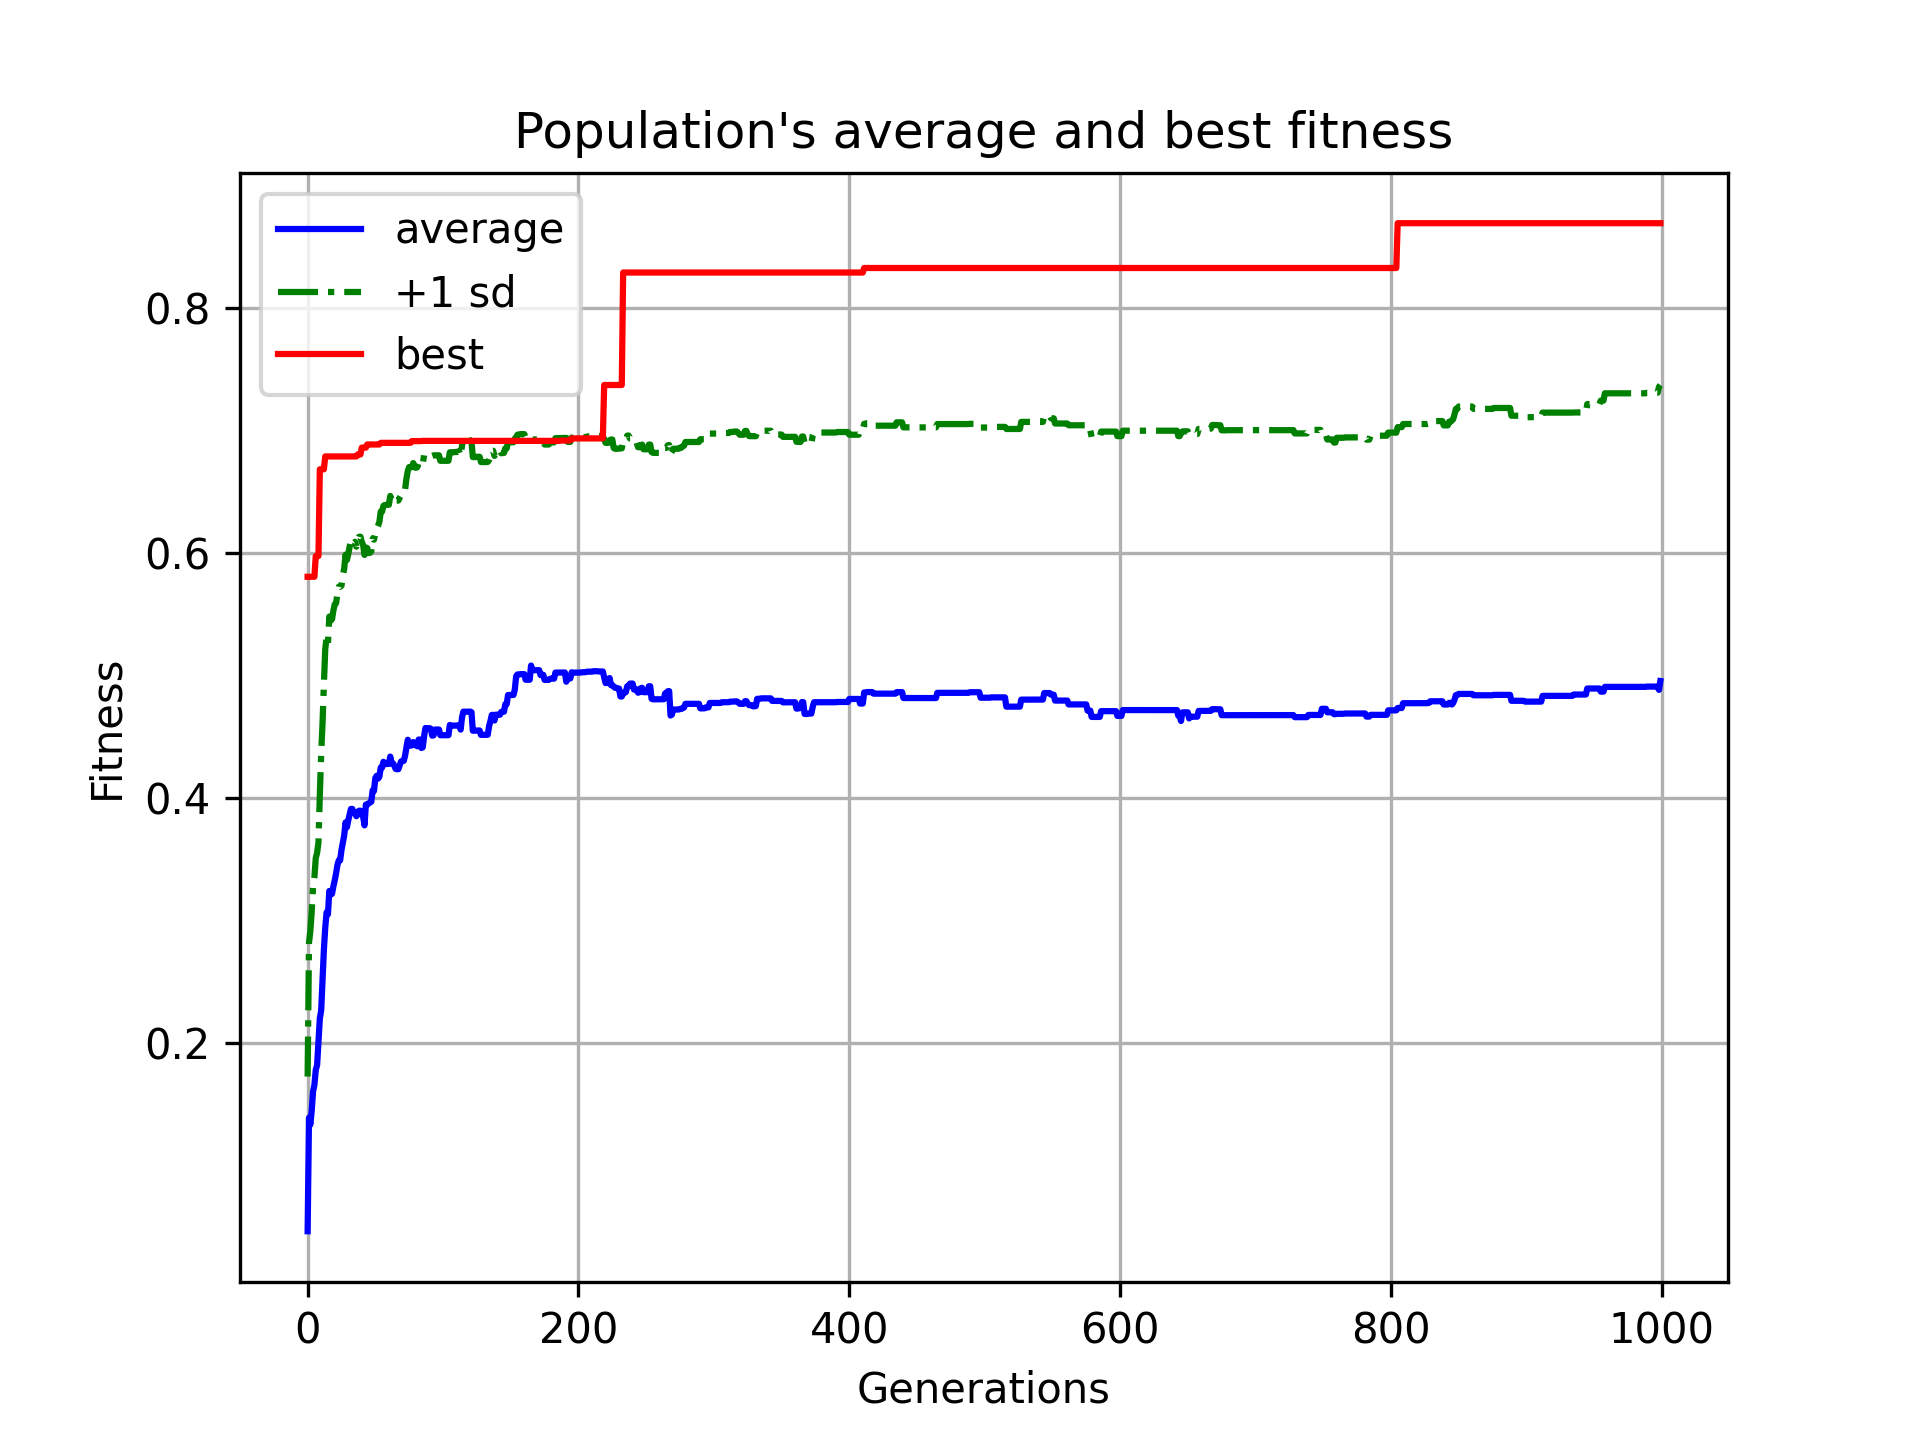 Population's average and best fitness
average
+1 sd
best
Fitness
0.8
0.6
0.4
0.2
0 200 400 600 800 1000
Generations